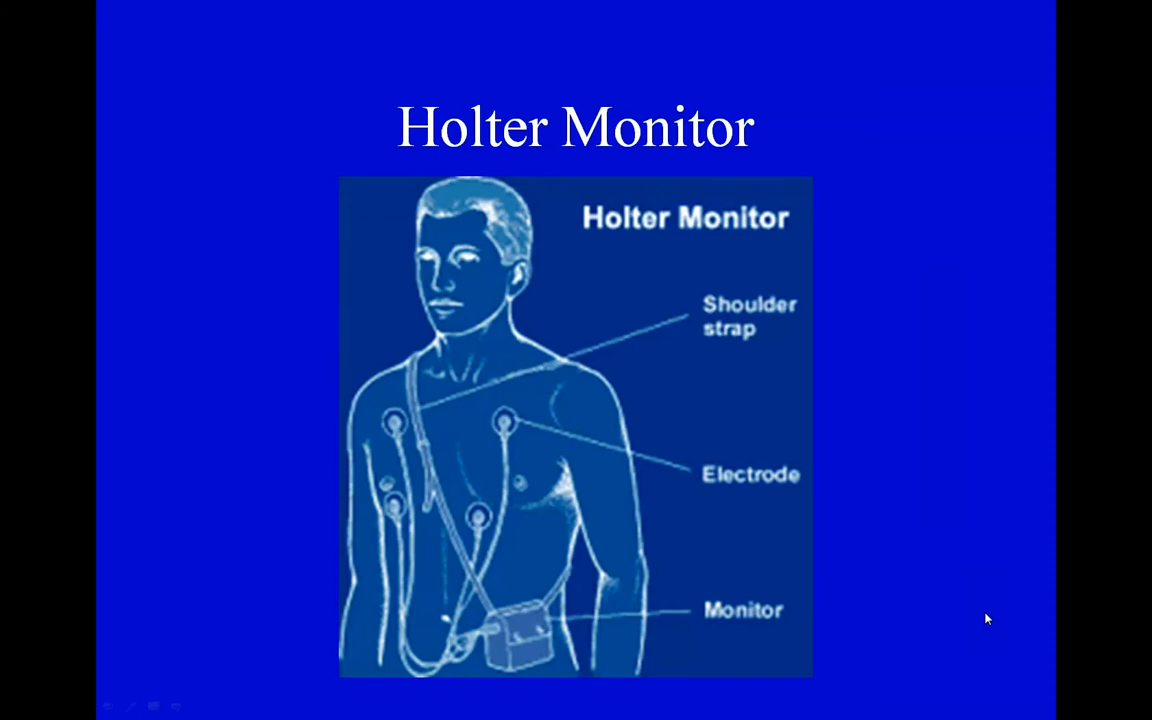 Holter Monitor
Holter Monitor
Shoulder
strap
Electrode
Monitor